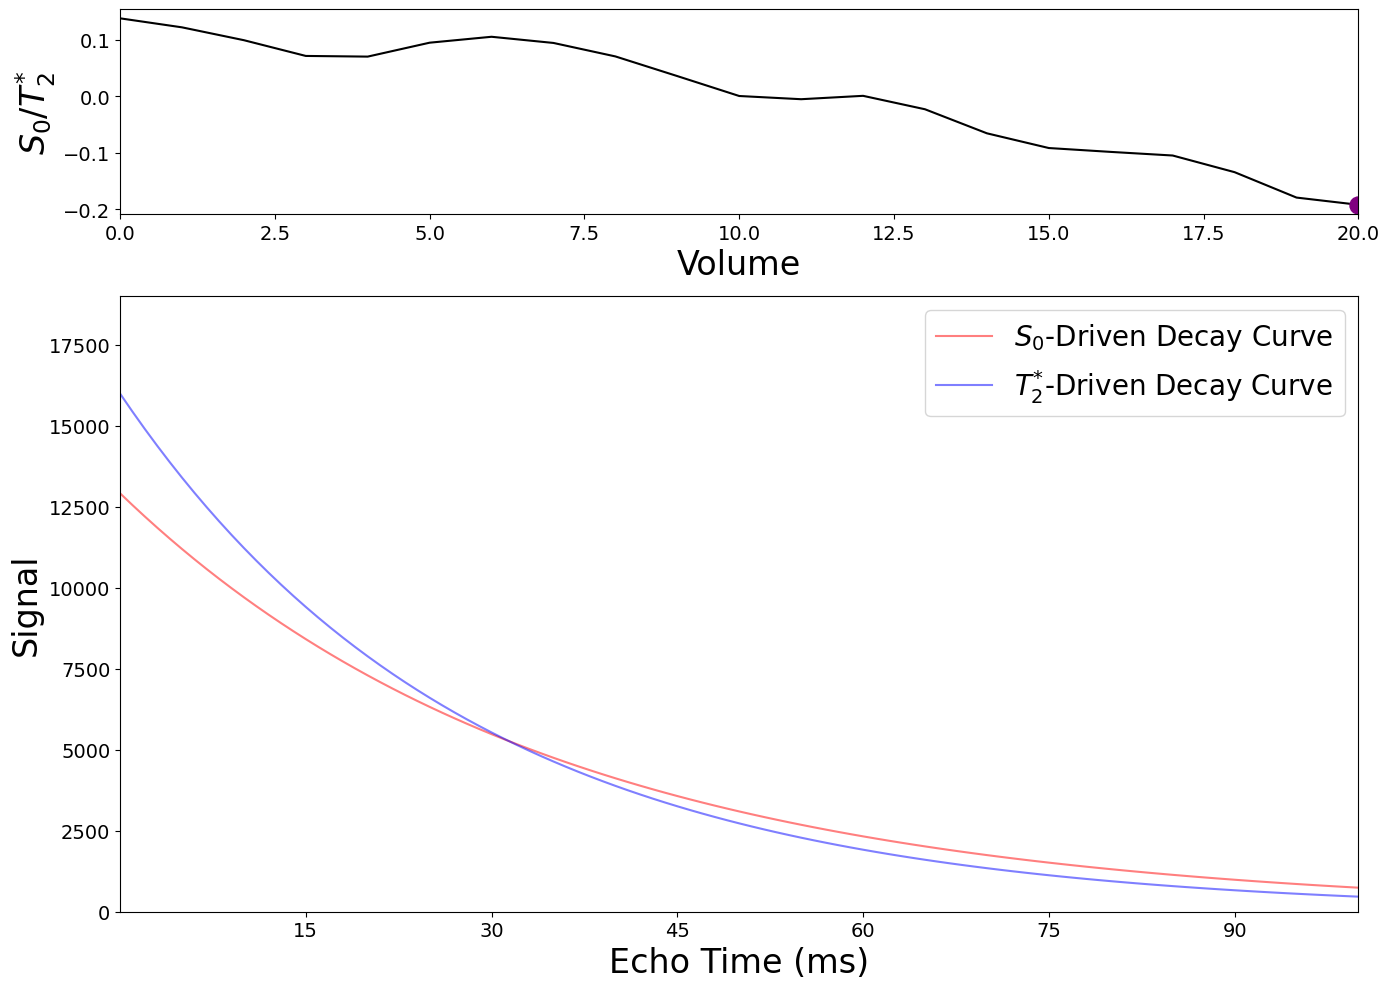 0.1
0.0
−0.1
−0.2
S₀/T₂*
0.0 2.5 5.0 7.5 10.0 12.5 15.0 17.5 20.0
Volume
S₀-Driven Decay Curve
T₂*-Driven Decay Curve
17500
15000
12500
10000
7500
5000
2500
0
Signal
15 30 45 60 75 90
Echo Time (ms)